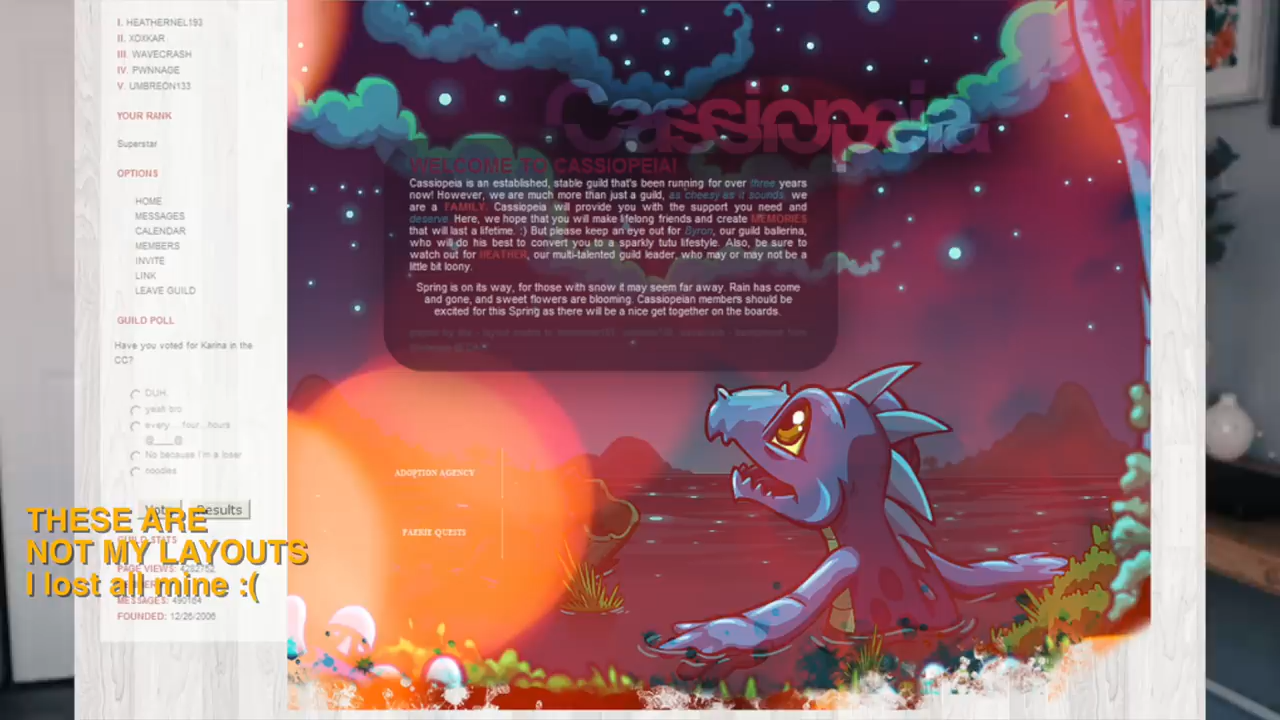 I. HEATHERNEL193
II. XOXKAR
III. WAVECRASH
IV. PWNNAGE
V. UMBREON133
YOUR RANK
Superstar
OPTIONS
HOME
MESSAGES
CALENDAR
MEMBERS
INVITE
LINK
LEAVE GUILD
GUILD POLL
Have you voted for Karina in the
CC?
DUH.
yeah bro
every... four.. hours
@___@
No because I'm a loser
noodles
Vote Results
GUILD STATS
PAGE VIEWS: 4282752
MESSAGES: 490164
FOUNDED: 12/26/2006
THESE ARE
NOT MY LAYOUTS
I lost all mine :(
Cassiopeia
WELCOME TO CASSIOPEIA!
Cassiopeia is an established, stable guild that's been running for over three years
now! However, we are much more than just a guild, as cheesy as it sounds, we
are a FAMILY. Cassiopeia will provide you with the support you need and
deserve. Here, we hope that you will make lifelong friends and create MEMORIES
that will last a lifetime. :) But please keep an eye out for Byron, our guild ballerina,
who will do his best to convert you to a sparkly tutu lifestyle. Also, be sure to
watch out for HEATHER, our multi-talented guild leader, who may or may not be a
little bit loony.
Spring is on its way, for those with snow it may seem far away. Rain has come
and gone, and sweet flowers are blooming. Cassiopeian members should be
excited for this Spring as there will be a nice get together on the boards.
ADOPTION AGENCY
FAERIE QUESTS